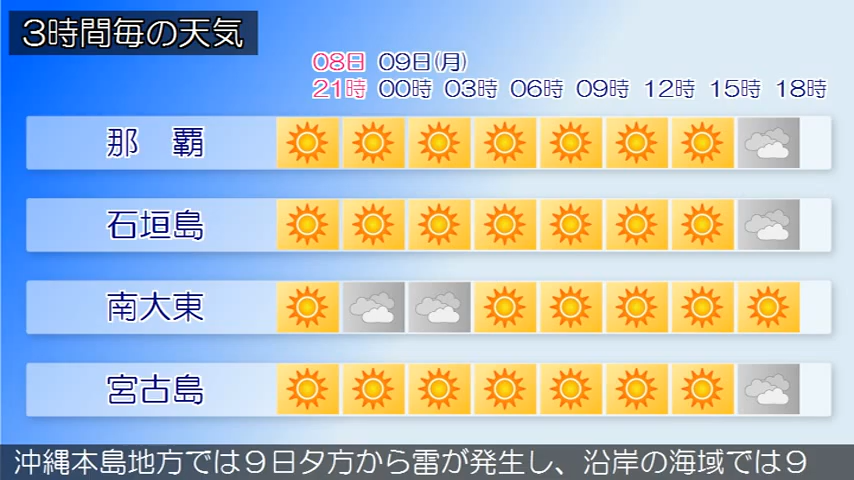 3時間毎の天気
08日 09日(月)
21時 00時 03時 06時 09時 12時 15時 18時
那　覇
石垣島
南大東
宮古島
沖縄本島地方では９日夕方から雷が発生し、沿岸の海域では９